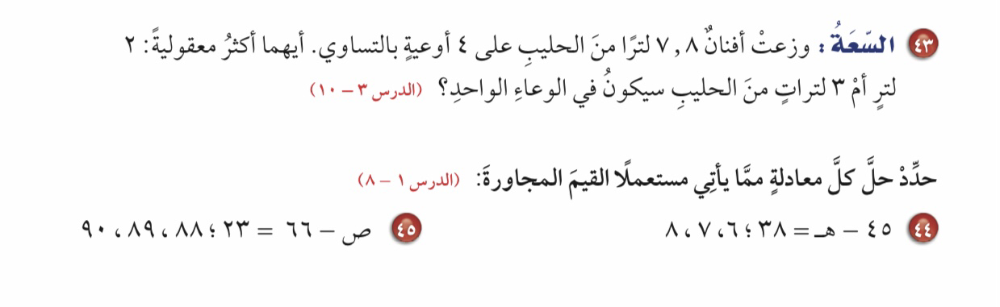 ٤٣ السَّعَةُ: وزعتْ أفنانٌ ٧,٨ لترًا منَ الحليبِ على ٤ أوعيةٍ بالتساوي. أيهما أكثرُ معقوليةً: ٢
لترٍ أمْ ٣ لتراتٍ منَ الحليبِ سيكونُ في الوعاءِ الواحدِ؟ (الدرس ٣ – ١٠)
حدِّدْ حلَّ كلَّ معادلةٍ ممَّا يأتِي مستعملًا القيمَ المجاورةَ: (الدرس ١ – ٨)
٤٤ ٤٥ – هـ = ٣٨ ؛ ٦، ٧، ٨
٤٥ ص – ٦٦ = ٢٣ ؛ ٨٨، ٨٩، ٩٠